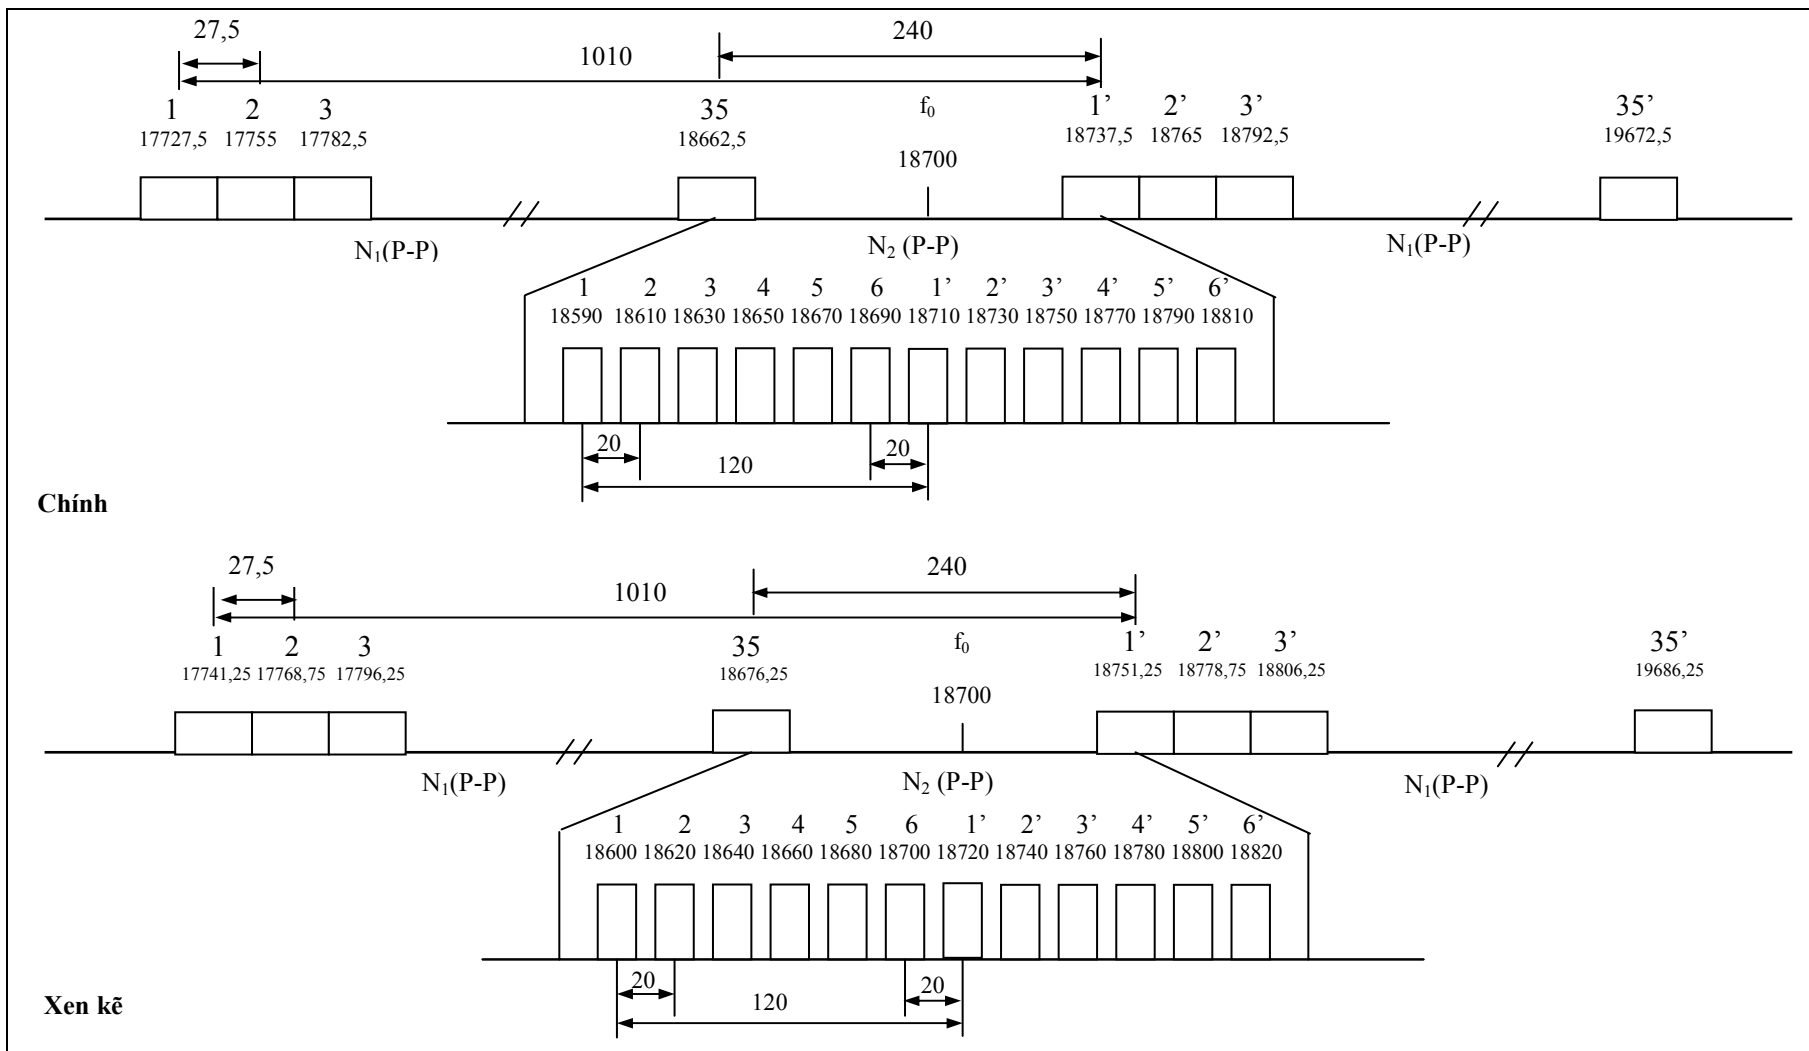 27,5 240
1010
1 2 3 35 f₀ 1’ 2’ 3’ 35’
17727,5 17755 17782,5 18662,5 18737,5 18765 18792,5 19672,5
18700
N₁(P-P) N₂ (P-P) N₁(P-P)
1 2 3 4 5 6 1’ 2’ 3’ 4’ 5’ 6’
18590 18610 18630 18650 18670 18690 18710 18730 18750 18770 18790 18810
20 20
120
Chính
27,5 240
1010
1 2 3 35 f₀ 1’ 2’ 3’ 35’
17741,25 17768,75 17796,25 18676,25 18751,25 18778,75 18806,25 19686,25
18700
N₁(P-P) N₂ (P-P) N₁(P-P)
1 2 3 4 5 6 1’ 2’ 3’ 4’ 5’ 6’
18600 18620 18640 18660 18680 18700 18720 18740 18760 18780 18800 18820
20 20
120
Xen kẽ